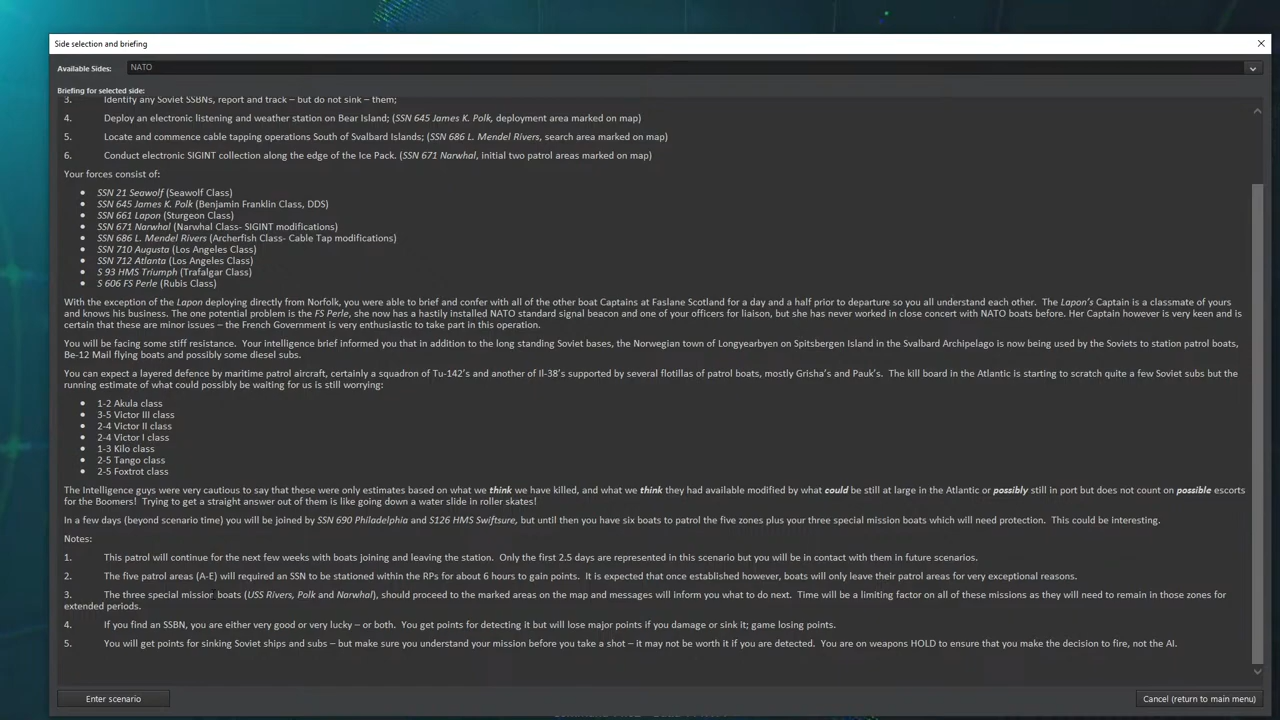 Side selection and briefing
Available Sides: NATO
Briefing for selected side:
3. Identify any Soviet SSBNs, report and track – but do not sink – them;
4. Deploy an electronic listening and weather station on Bear Island; (SSN 645 James K. Polk, deployment area marked on map)
5. Locate and commence cable tapping operations South of Svalbard Islands; (SSN 686 L. Mendel Rivers, search area marked on map)
6. Conduct electronic SIGINT collection along the edge of the Ice Pack. (SSN 671 Narwhal, initial two patrol areas marked on map)
Your forces consist of:
• SSN 21 Seawolf (Seawolf Class)
• SSN 645 James K. Polk (Benjamin Franklin Class, DDS)
• SSN 661 Lapon (Sturgeon Class)
• SSN 671 Narwhal (Narwhal Class- SIGINT modifications)
• SSN 686 L. Mendel Rivers (Archerfish Class- Cable Tap modifications)
• SSN 710 Augusta (Los Angeles Class)
• SSN 712 Atlanta (Los Angeles Class)
• S 93 HMS Triumph (Trafalgar Class)
• S 606 FS Perle (Rubis Class)
With the exception of the Lapon deploying directly from Norfolk, you were able to brief and confer with all of the other boat Captains at Faslane Scotland for a day and a half prior to departure so you all understand each other. The Lapon's Captain is a classmate of yours
and knows his business. The one potential problem is the FS Perle, she now has a hastily installed NATO standard signal beacon and one of your officers for liaison, but she has never worked in close concert with NATO boats before. Her Captain however is very keen and is
certain that these are minor issues – the French Government is very enthusiastic to take part in this operation.
You will be facing some stiff resistance. Your intelligence brief informed you that in addition to the long standing Soviet bases, the Norwegian town of Longyearbyen on Spitsbergen Island in the Svalbard Archipelago is now being used by the Soviets to station patrol boats,
Be-12 Mail flying boats and possibly some diesel subs.
You can expect a layered defence by maritime patrol aircraft, certainly a squadron of Tu-142's and another of Il-38's supported by several flotillas of patrol boats, mostly Grisha's and Pauk's. The kill board in the Atlantic is starting to scratch quite a few Soviet subs but the
running estimate of what could possibly be waiting for us is still worrying:
• 1-2 Akula class
• 3-5 Victor III class
• 2-4 Victor II class
• 2-4 Victor I class
• 1-3 Kilo class
• 2-5 Tango class
• 2-5 Foxtrot class
The Intelligence guys were very cautious to say that these were only estimates based on what we think we have killed, and what we think they had available modified by what could be still at large in the Atlantic or possibly still in port but does not count on possible escorts
for the Boomers! Trying to get a straight answer out of them is like going down a water slide in roller skates!
In a few days (beyond scenario time) you will be joined by SSN 690 Philadelphia and S126 HMS Swiftsure, but until then you have six boats to patrol the five zones plus your three special mission boats which will need protection. This could be interesting.
Notes:
1. This patrol will continue for the next few weeks with boats joining and leaving the station. Only the first 2.5 days are represented in this scenario but you will be in contact with them in future scenarios.
2. The five patrol areas (A-E) will required an SSN to be stationed within the RPs for about 6 hours to gain points. It is expected that once established however, boats will only leave their patrol areas for very exceptional reasons.
3. The three special mission boats (USS Rivers, Polk and Narwhal), should proceed to the marked areas on the map and messages will inform you what to do next. Time will be a limiting factor on all of these missions as they will need to remain in those zones for
extended periods.
4. If you find an SSBN, you are either very good or very lucky – or both. You get points for detecting it but will lose major points if you damage or sink it; game losing points.
5. You will get points for sinking Soviet ships and subs – but make sure you understand your mission before you take a shot – it may not be worth it if you are detected. You are on weapons HOLD to ensure that you make the decision to fire, not the AI.
Enter scenario
Cancel (return to main menu)